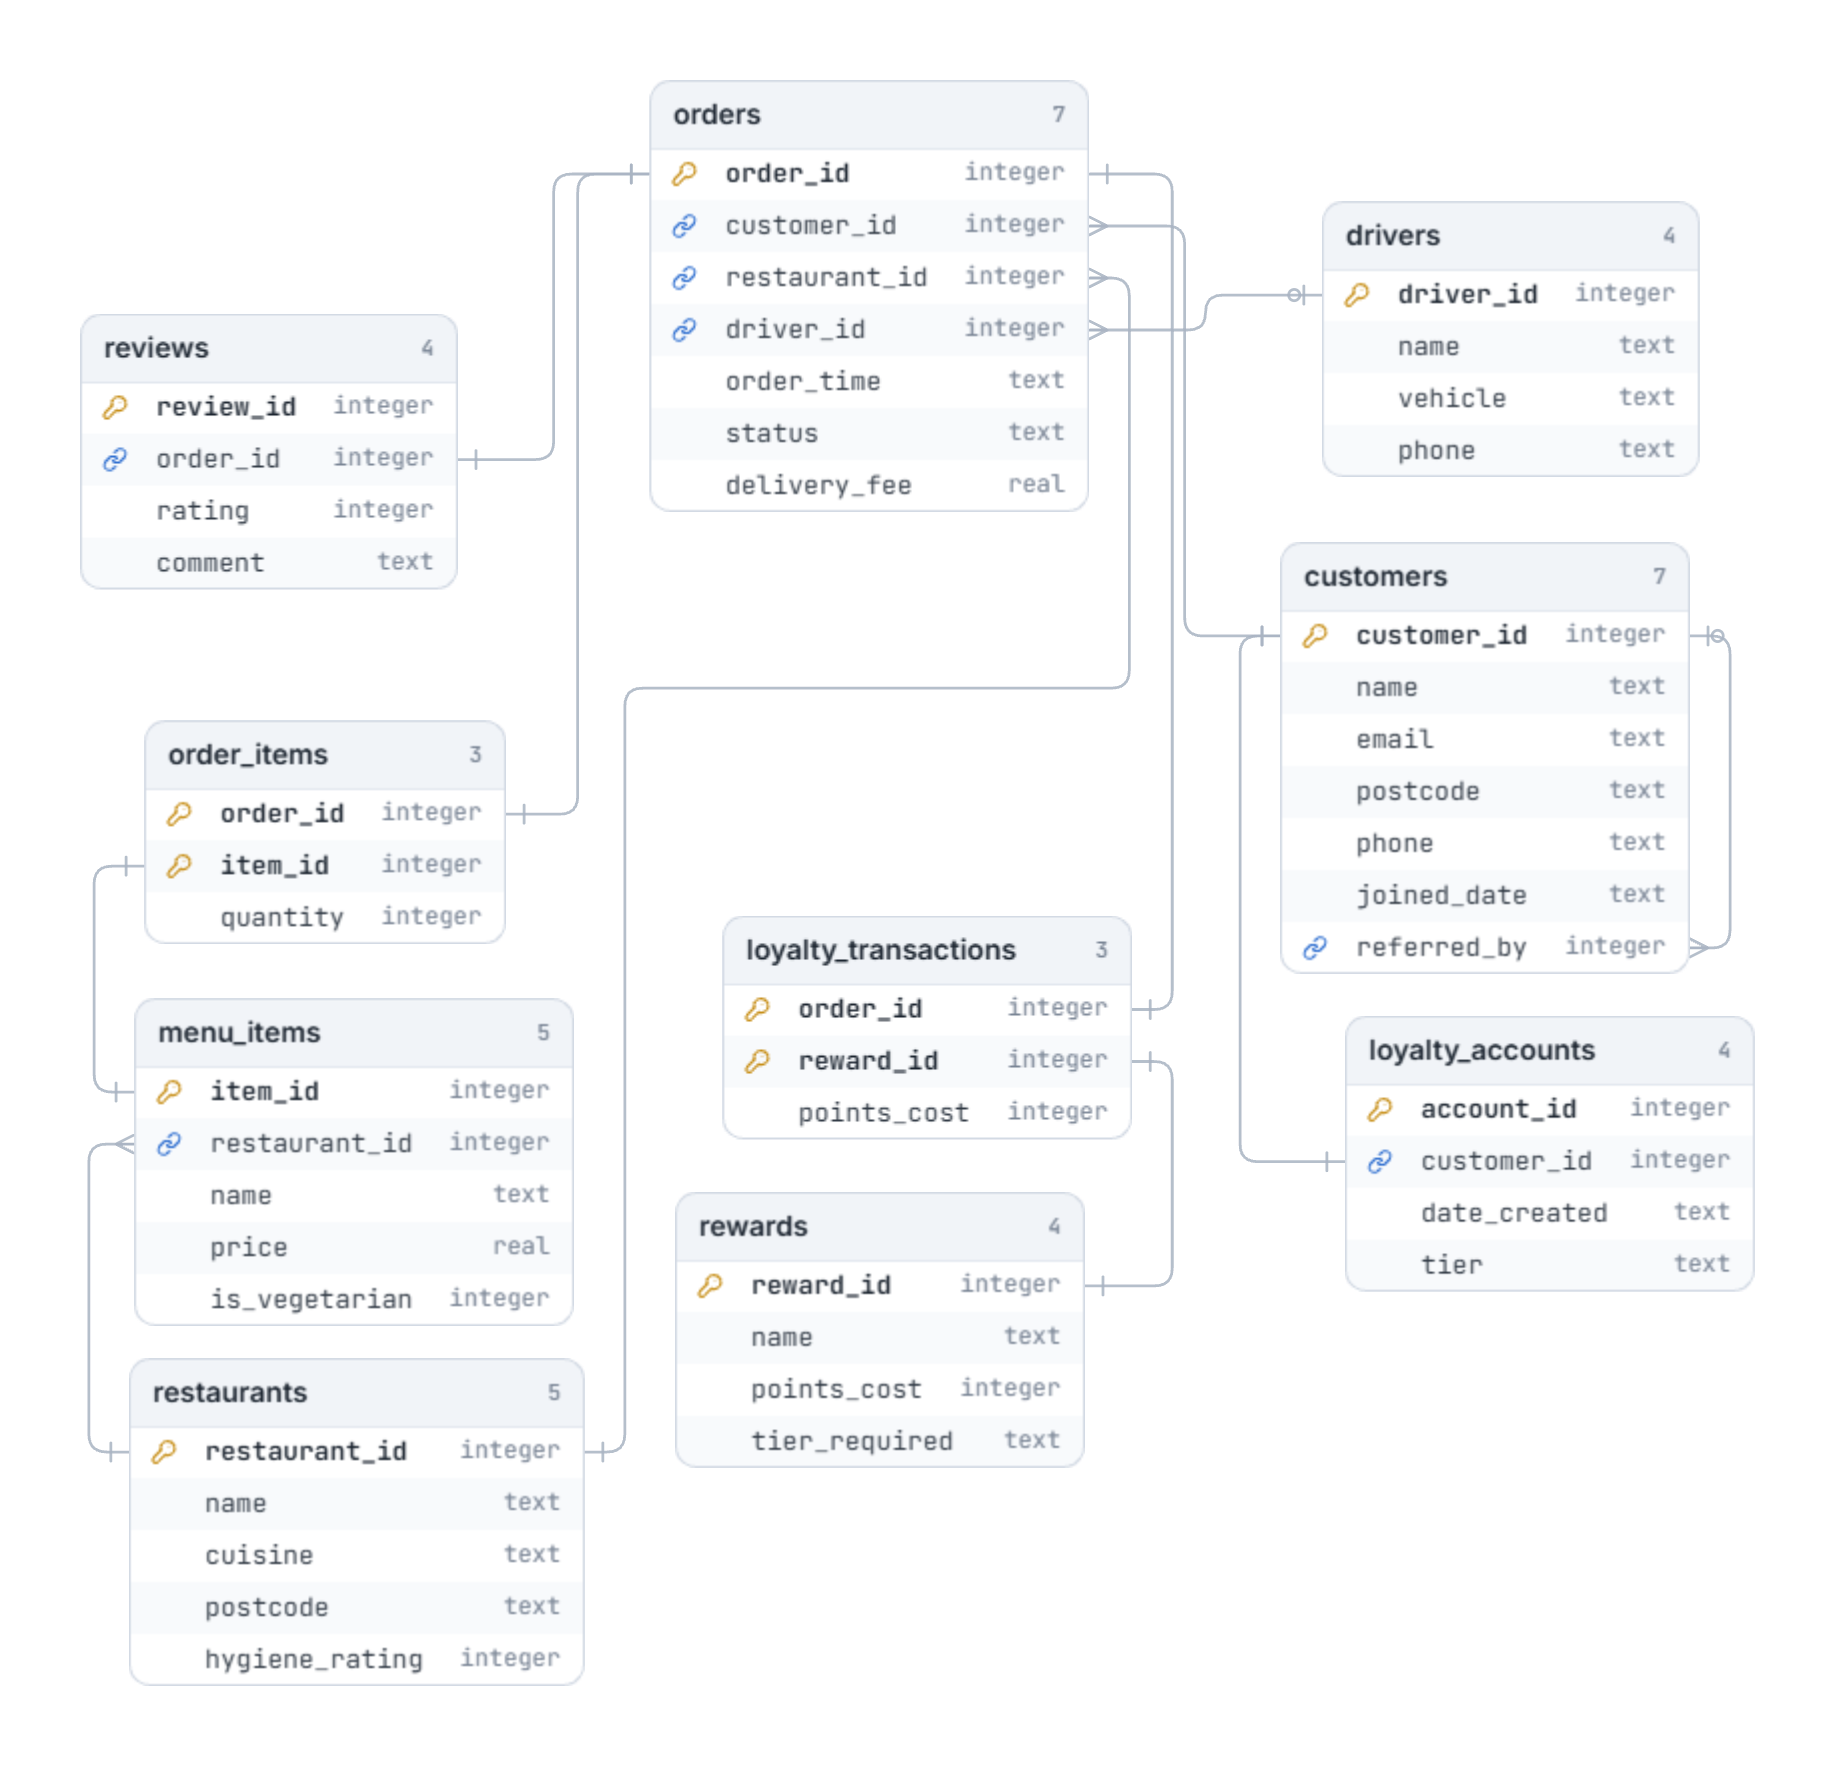 orders 7
order_id integer
customer_id integer
restaurant_id integer
driver_id integer
order_time text
status text
delivery_fee real
drivers 4
driver_id integer
name text
vehicle text
phone text
reviews 4
review_id integer
order_id integer
rating integer
comment text
customers 7
customer_id integer
name text
email text
postcode text
phone text
joined_date text
referred_by integer
order_items 3
order_id integer
item_id integer
quantity integer
loyalty_transactions 3
order_id integer
reward_id integer
points_cost integer
menu_items 5
item_id integer
restaurant_id integer
name text
price real
is_vegetarian integer
loyalty_accounts 4
account_id integer
customer_id integer
date_created text
tier text
rewards 4
reward_id integer
name text
points_cost integer
tier_required text
restaurants 5
restaurant_id integer
name text
cuisine text
postcode text
hygiene_rating integer